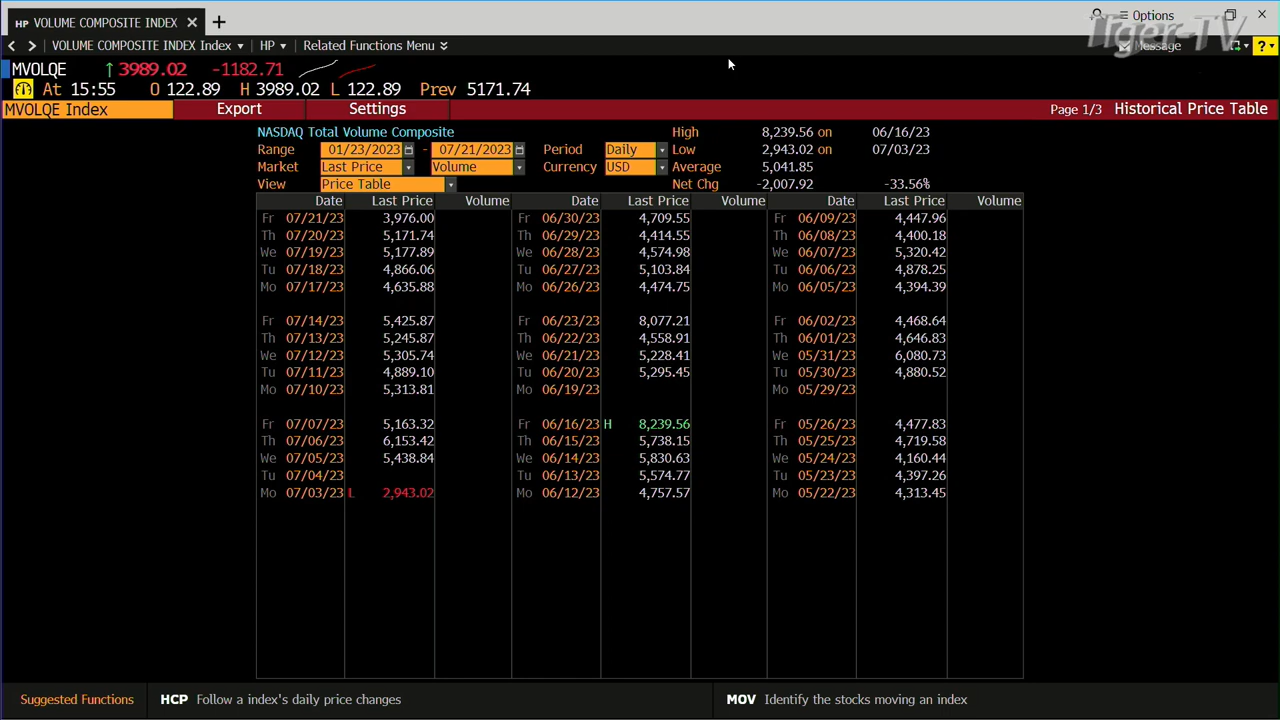 HP VOLUME COMPOSITE INDEX × +
Options
Tiger-TV
< > VOLUME COMPOSITE INDEX Index HP Related Functions Menu Message ?
MVOLQE ↑ 3989.02 -1182.71
At 15:55 O 122.89 H 3989.02 L 122.89 Prev 5171.74
MVOLQE Index Export Settings Page 1/3 Historical Price Table
NASDAQ Total Volume Composite High 8,239.56 on 06/16/23
Range 01/23/2023 - 07/21/2023 Period Daily Low 2,943.02 on 07/03/23
Market Last Price Volume Currency USD Average 5,041.85
View Price Table Net Chg -2,007.92 -33.56%
Date Last Price Volume Date Last Price Volume Date Last Price Volume
Fr 07/21/23 3,976.00 Fr 06/30/23 4,709.55 Fr 06/09/23 4,447.96
Th 07/20/23 5,171.74 Th 06/29/23 4,414.55 Th 06/08/23 4,400.18
We 07/19/23 5,177.89 We 06/28/23 4,574.98 We 06/07/23 5,320.42
Tu 07/18/23 4,866.06 Tu 06/27/23 5,103.84 Tu 06/06/23 4,878.25
Mo 07/17/23 4,635.88 Mo 06/26/23 4,474.75 Mo 06/05/23 4,394.39
Fr 07/14/23 5,425.87 Fr 06/23/23 8,077.21 Fr 06/02/23 4,468.64
Th 07/13/23 5,245.87 Th 06/22/23 4,558.91 Th 06/01/23 4,646.83
We 07/12/23 5,305.74 We 06/21/23 5,228.41 We 05/31/23 6,080.73
Tu 07/11/23 4,889.10 Tu 06/20/23 5,295.45 Tu 05/30/23 4,880.52
Mo 07/10/23 5,313.81 Mo 06/19/23 Mo 05/29/23
Fr 07/07/23 5,163.32 Fr 06/16/23 H 8,239.56 Fr 05/26/23 4,477.83
Th 07/06/23 6,153.42 Th 06/15/23 5,738.15 Th 05/25/23 4,719.58
We 07/05/23 5,438.84 We 06/14/23 5,830.63 We 05/24/23 4,160.44
Tu 07/04/23 Tu 06/13/23 5,574.77 Tu 05/23/23 4,397.26
Mo 07/03/23 L 2,943.02 Mo 06/12/23 4,757.57 Mo 05/22/23 4,313.45
Suggested Functions HCP Follow a index's daily price changes MOV Identify the stocks moving an index